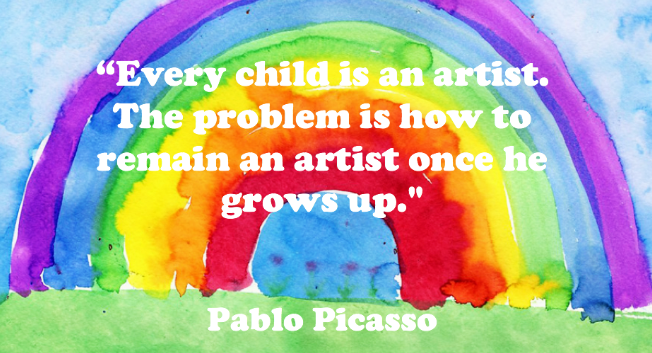 “Every child is an artist.
The problem is how to
remain an artist once he
grows up."
Pablo Picasso